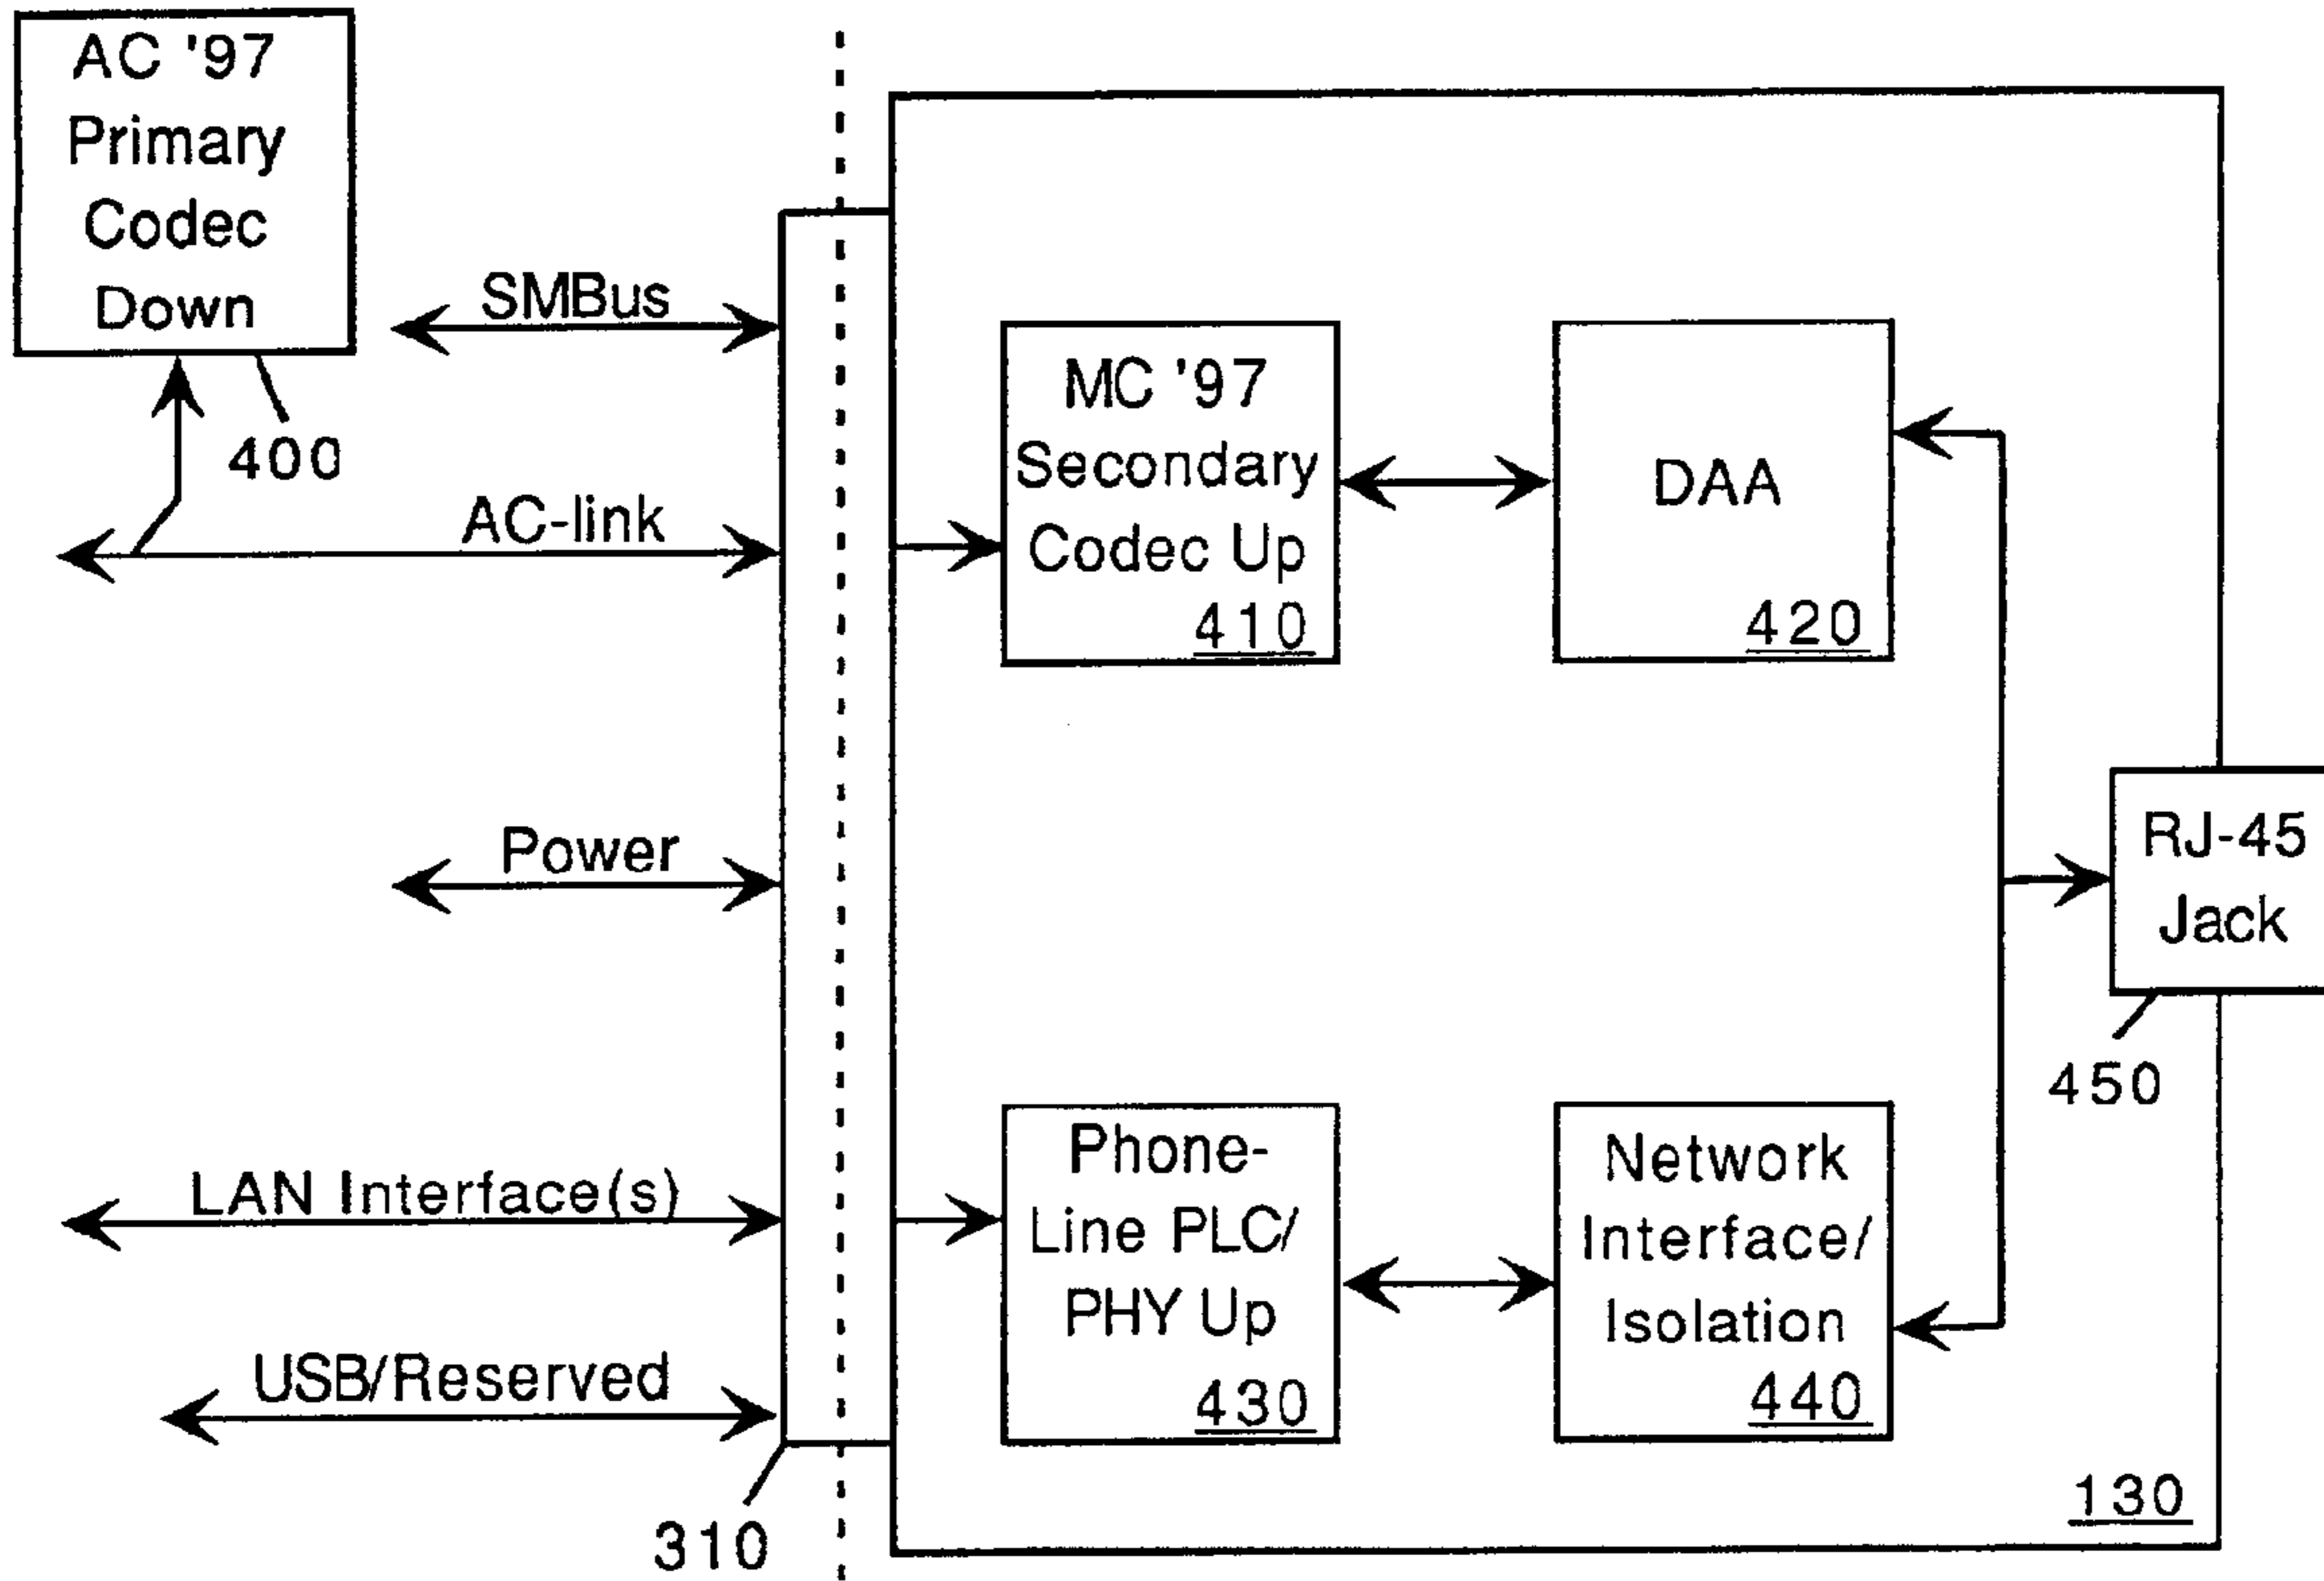 AC '97
Primary
Codec
Down
400
SMBus
AC-link
Power
LAN Interface(s)
USB/Reserved
310
MC '97
Secondary
Codec Up
410
DAA
420
RJ-45
Jack
450
Phone-
Line PLC/
PHY Up
430
Network
Interface/
Isolation
440
130